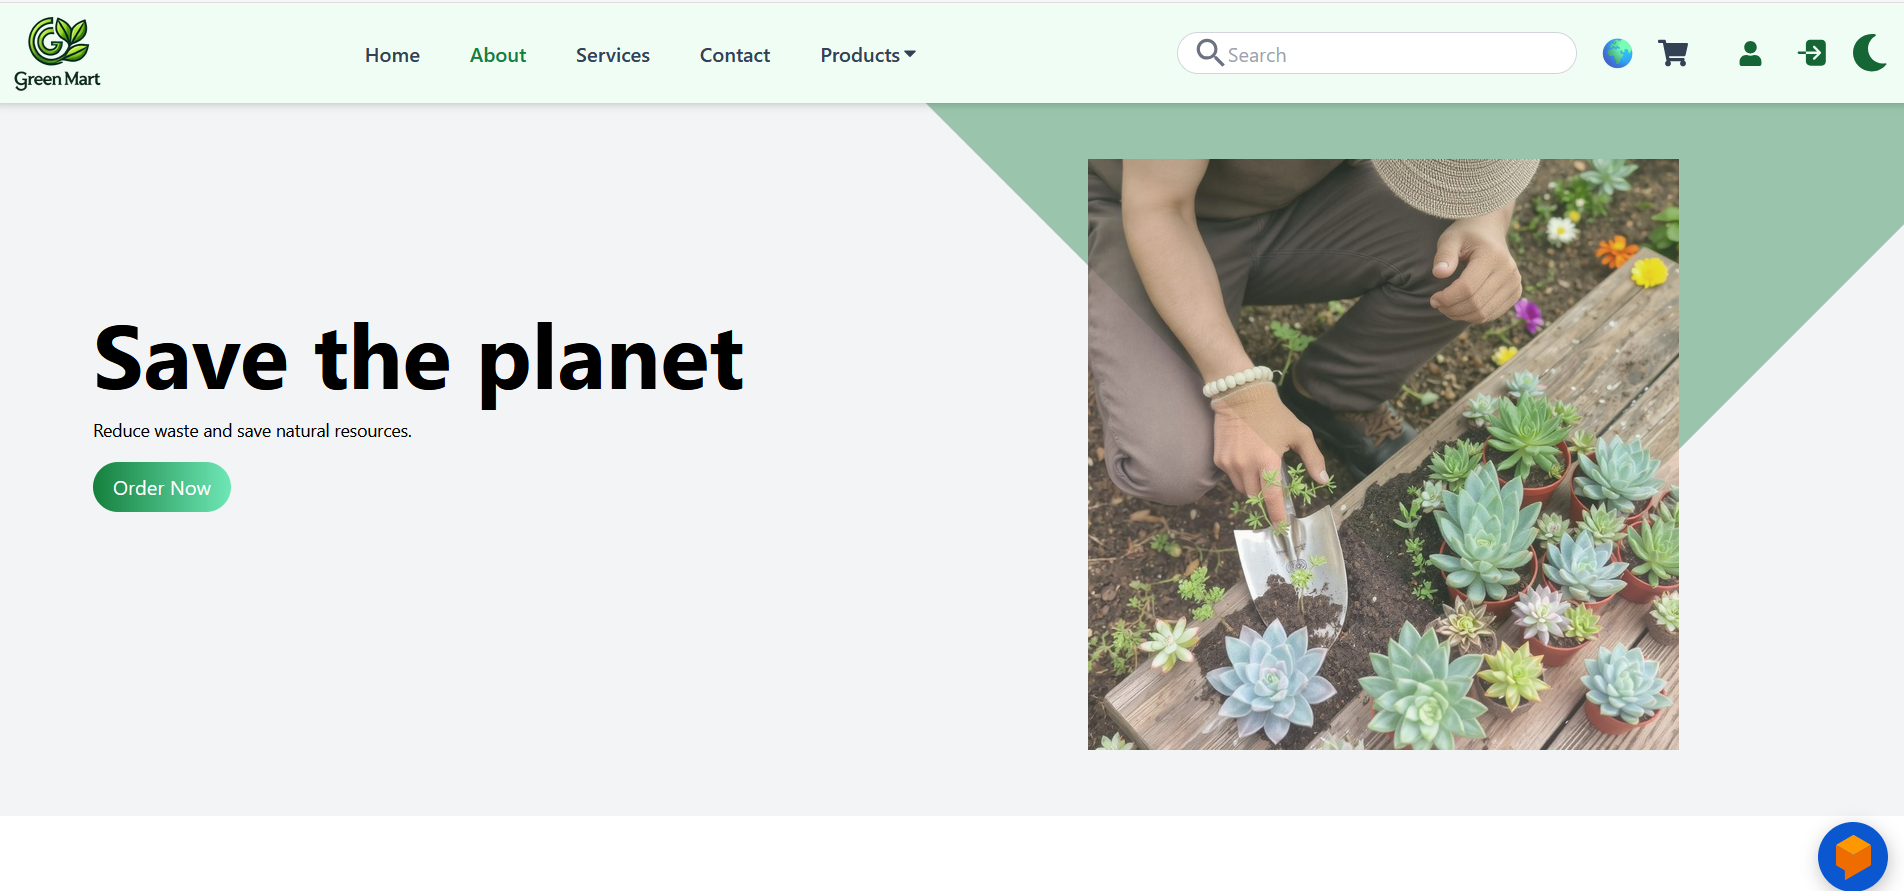 Green Mart
Home About Services Contact Products
Search
Save the planet
Reduce waste and save natural resources.
Order Now